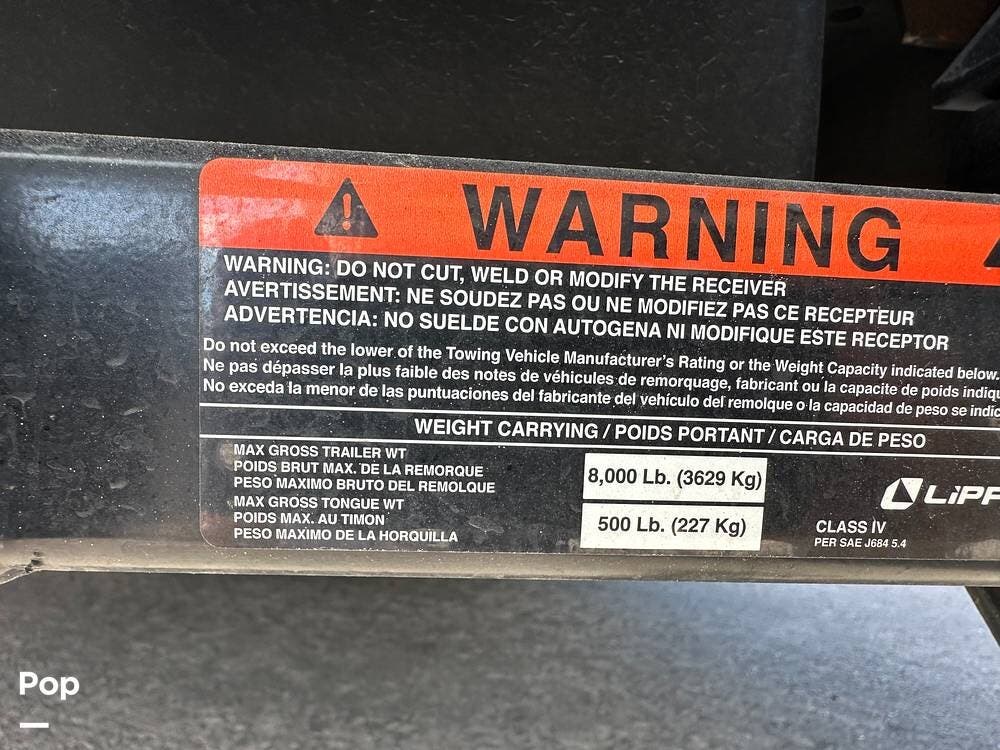 WARNING
WARNING: DO NOT CUT, WELD OR MODIFY THE RECEIVER
AVERTISSEMENT: NE SOUDEZ PAS OU NE MODIFIEZ PAS CE RECEPTEUR
ADVERTENCIA: NO SUELDE CON AUTOGENA NI MODIFIQUE ESTE RECEPTOR
Do not exceed the lower of the Towing Vehicle Manufacturer's Rating or the Weight Capacity indicated below.
Ne pas dépasser la plus faible des notes de véhicules de remorquage, fabricant ou la capacite de poids indiqu
No exceda la menor de las puntuaciones del fabricante del vehículo del remolque o la capacidad de peso se indic
WEIGHT CARRYING / POIDS PORTANT / CARGA DE PESO
MAX GROSS TRAILER WT
POIDS BRUT MAX. DE LA REMORQUE
PESO MAXIMO BRUTO DEL REMOLQUE
8,000 Lb. (3629 Kg)
MAX GROSS TONGUE WT
POIDS MAX. AU TIMON
PESO MAXIMO DE LA HORQUILLA
500 Lb. (227 Kg)
LiPP
CLASS IV
PER SAE J684 5.4
Pop